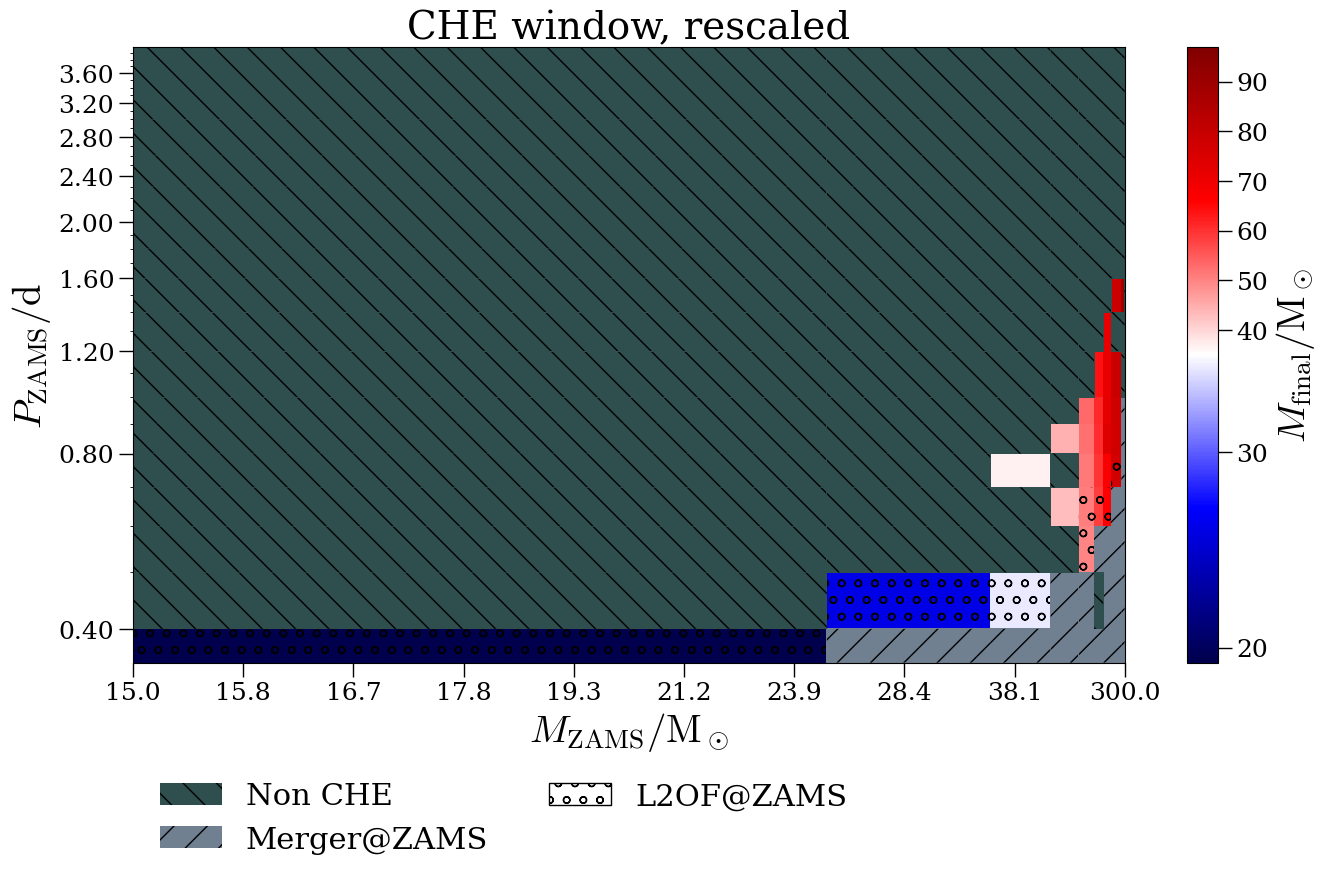 CHE window, rescaled
3.60
3.20
2.80
2.40
2.00
1.60
1.20
0.80
0.40
P_ZAMS/d
15.0 15.8 16.7 17.8 19.3 21.2 23.9 28.4 38.1 300.0
M_ZAMS/M_⊙
90
80
70
60
50
40
30
20
M_final/M_⊙
Non CHE
Merger@ZAMS
L2OF@ZAMS